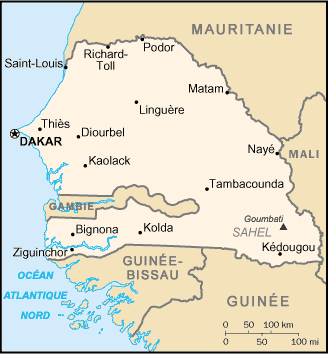 MAURITANIE
Podor
Richard-
Toll
Saint-Louis
Matam
Linguère
Thiès
Diourbel
DAKAR
Nayé
MALI
Kaolack
Tambacounda
GAMBIE
Goumbati
SAHEL
Bignona
Kolda
Kédougou
Ziguinchor
GUINÉE-
BISSAU
OCÉAN
ATLANTIQUE
NORD
GUINÉE
0 50 100 km
0 50 100 mi